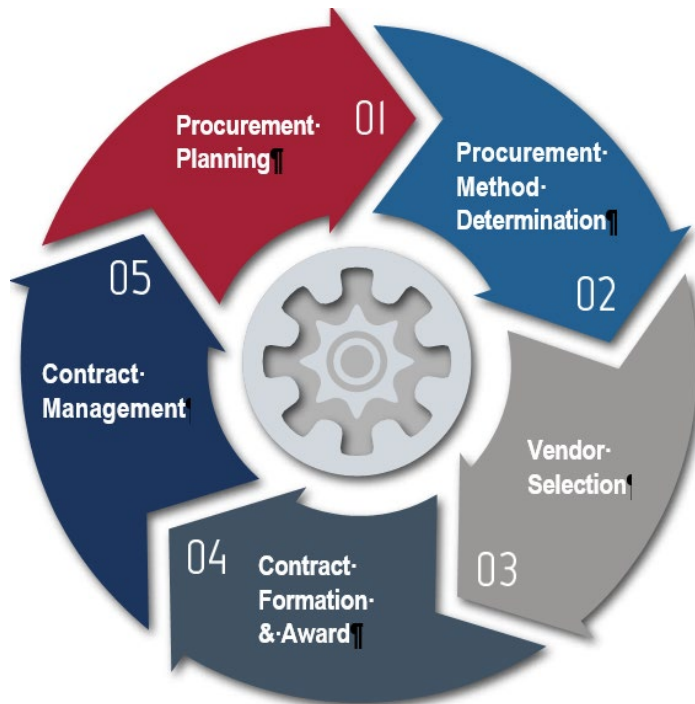 01
Procurement·
Planning¶
02
Procurement·
Method·
Determination¶
03
Vendor·
Selection¶
04
Contract·
Formation·
&·Award¶
05
Contract·
Management¶